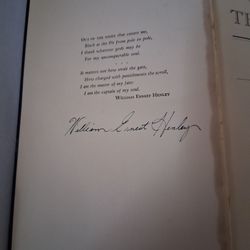 Out of the night that covers me,
Black as the Pit from pole to pole,
I thank whatever gods may be
For my unconquerable soul.
. . .
It matters not how strait the gate,
How charged with punishments the scroll,
I am the master of my fate:
I am the captain of my soul.
William Ernest Henley
William Ernest Henley